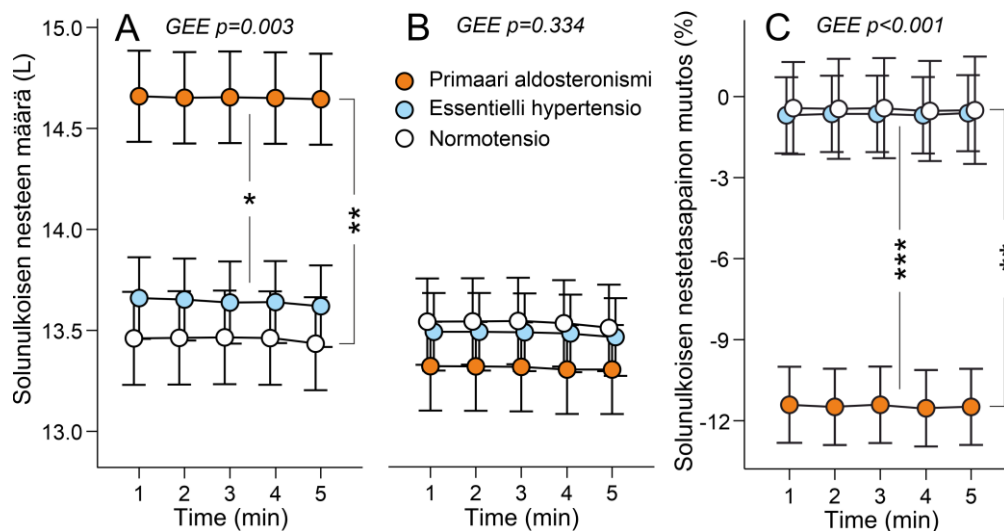 A
GEE p=0.003
Solunulkoisen nesteen määrä (L)
15.0
14.5
14.0
13.5
13.0
*
**
1 2 3 4 5
Time (min)
B
GEE p=0.334
Primaari aldosteronismi
Essentielli hypertensio
Normotensio
1 2 3 4 5
Time (min)
C
GEE p<0.001
Solunulkoisen nestetasapainon muutos (%)
0
-3
-6
-9
-12
***
1 2 3 4 5
Time (min)